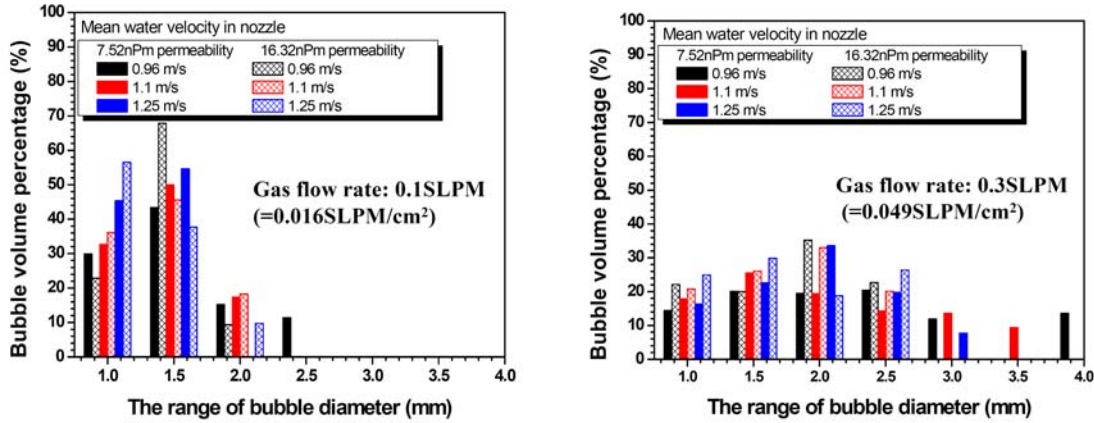 Mean water velocity in nozzle
7.52nPm permeability 16.32nPm permeability
0.96 m/s 0.96 m/s
1.1 m/s 1.1 m/s
1.25 m/s 1.25 m/s
Gas flow rate: 0.1SLPM
(=0.016SLPM/cm²)
Bubble volume percentage (%)
100
90
80
70
60
50
40
30
20
10
0
1.0 1.5 2.0 2.5 3.0 3.5 4.0
The range of bubble diameter (mm)
Mean water velocity in nozzle
7.52nPm permeability 16.32nPm permeability
0.96 m/s 0.96 m/s
1.1 m/s 1.1 m/s
1.25 m/s 1.25 m/s
Gas flow rate: 0.3SLPM
(=0.049SLPM/cm²)
Bubble volume percentage (%)
100
90
80
70
60
50
40
30
20
10
0
1.0 1.5 2.0 2.5 3.0 3.5 4.0
The range of bubble diameter (mm)